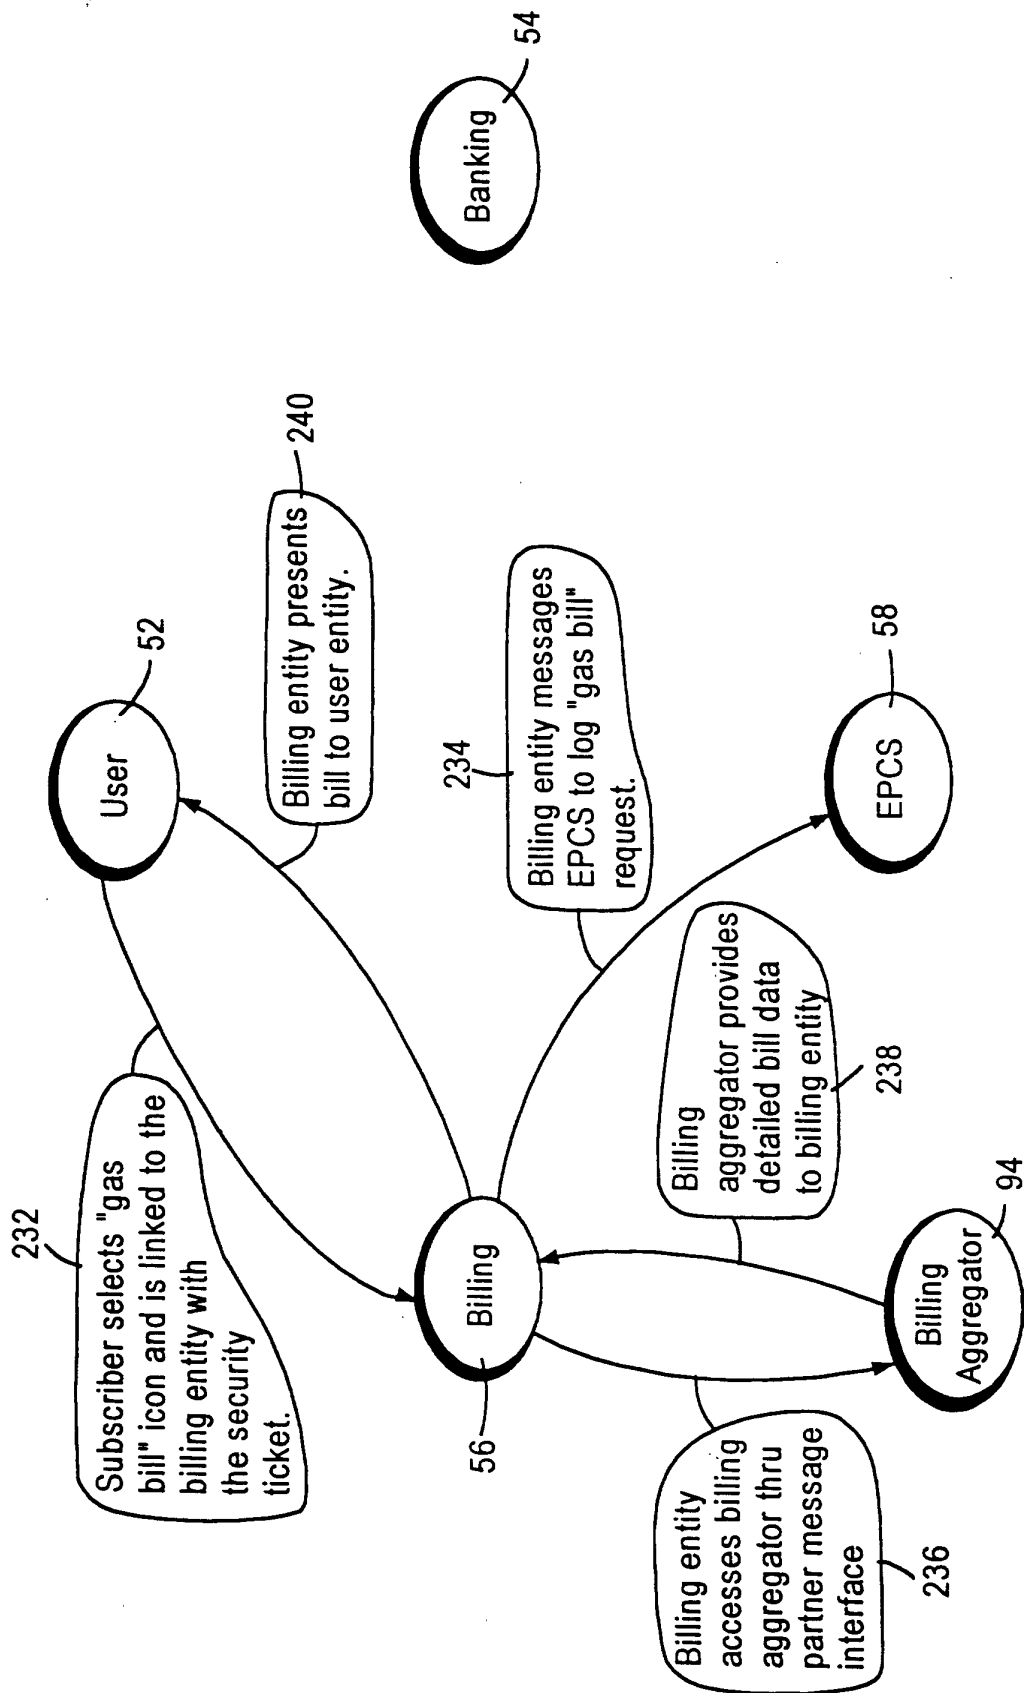 232
Subscriber selects "gas
bill" icon and is linked to the
billing entity with
the security
ticket.
User
52
Billing entity presents
bill to user entity.
240
Banking
54
56
Billing
234
Billing entity messages
EPCS to log "gas bill"
request.
Billing entity
accesses billing
aggregator thru
partner message
interface
236
Billing
aggregator provides
detailed bill data
to billing entity
238
EPCS
58
Billing
Aggregator
94